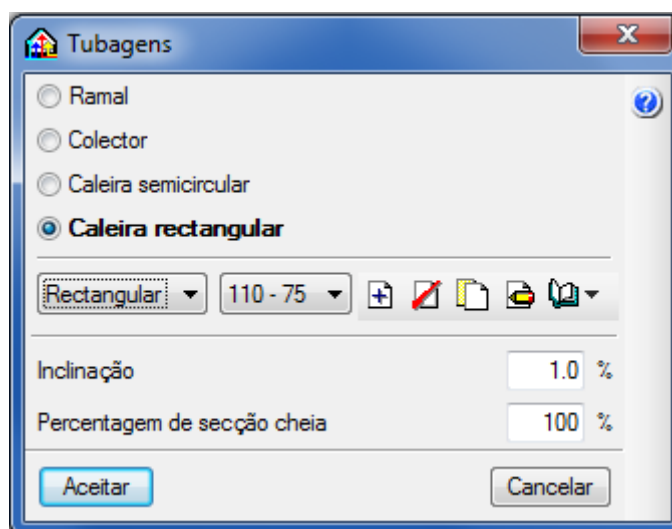 Tubagens
Ramal
Colector
Caleira semicircular
Caleira rectangular
Rectangular 110 - 75
Inclinação 1.0 %
Percentagem de secção cheia 100 %
Aceitar Cancelar